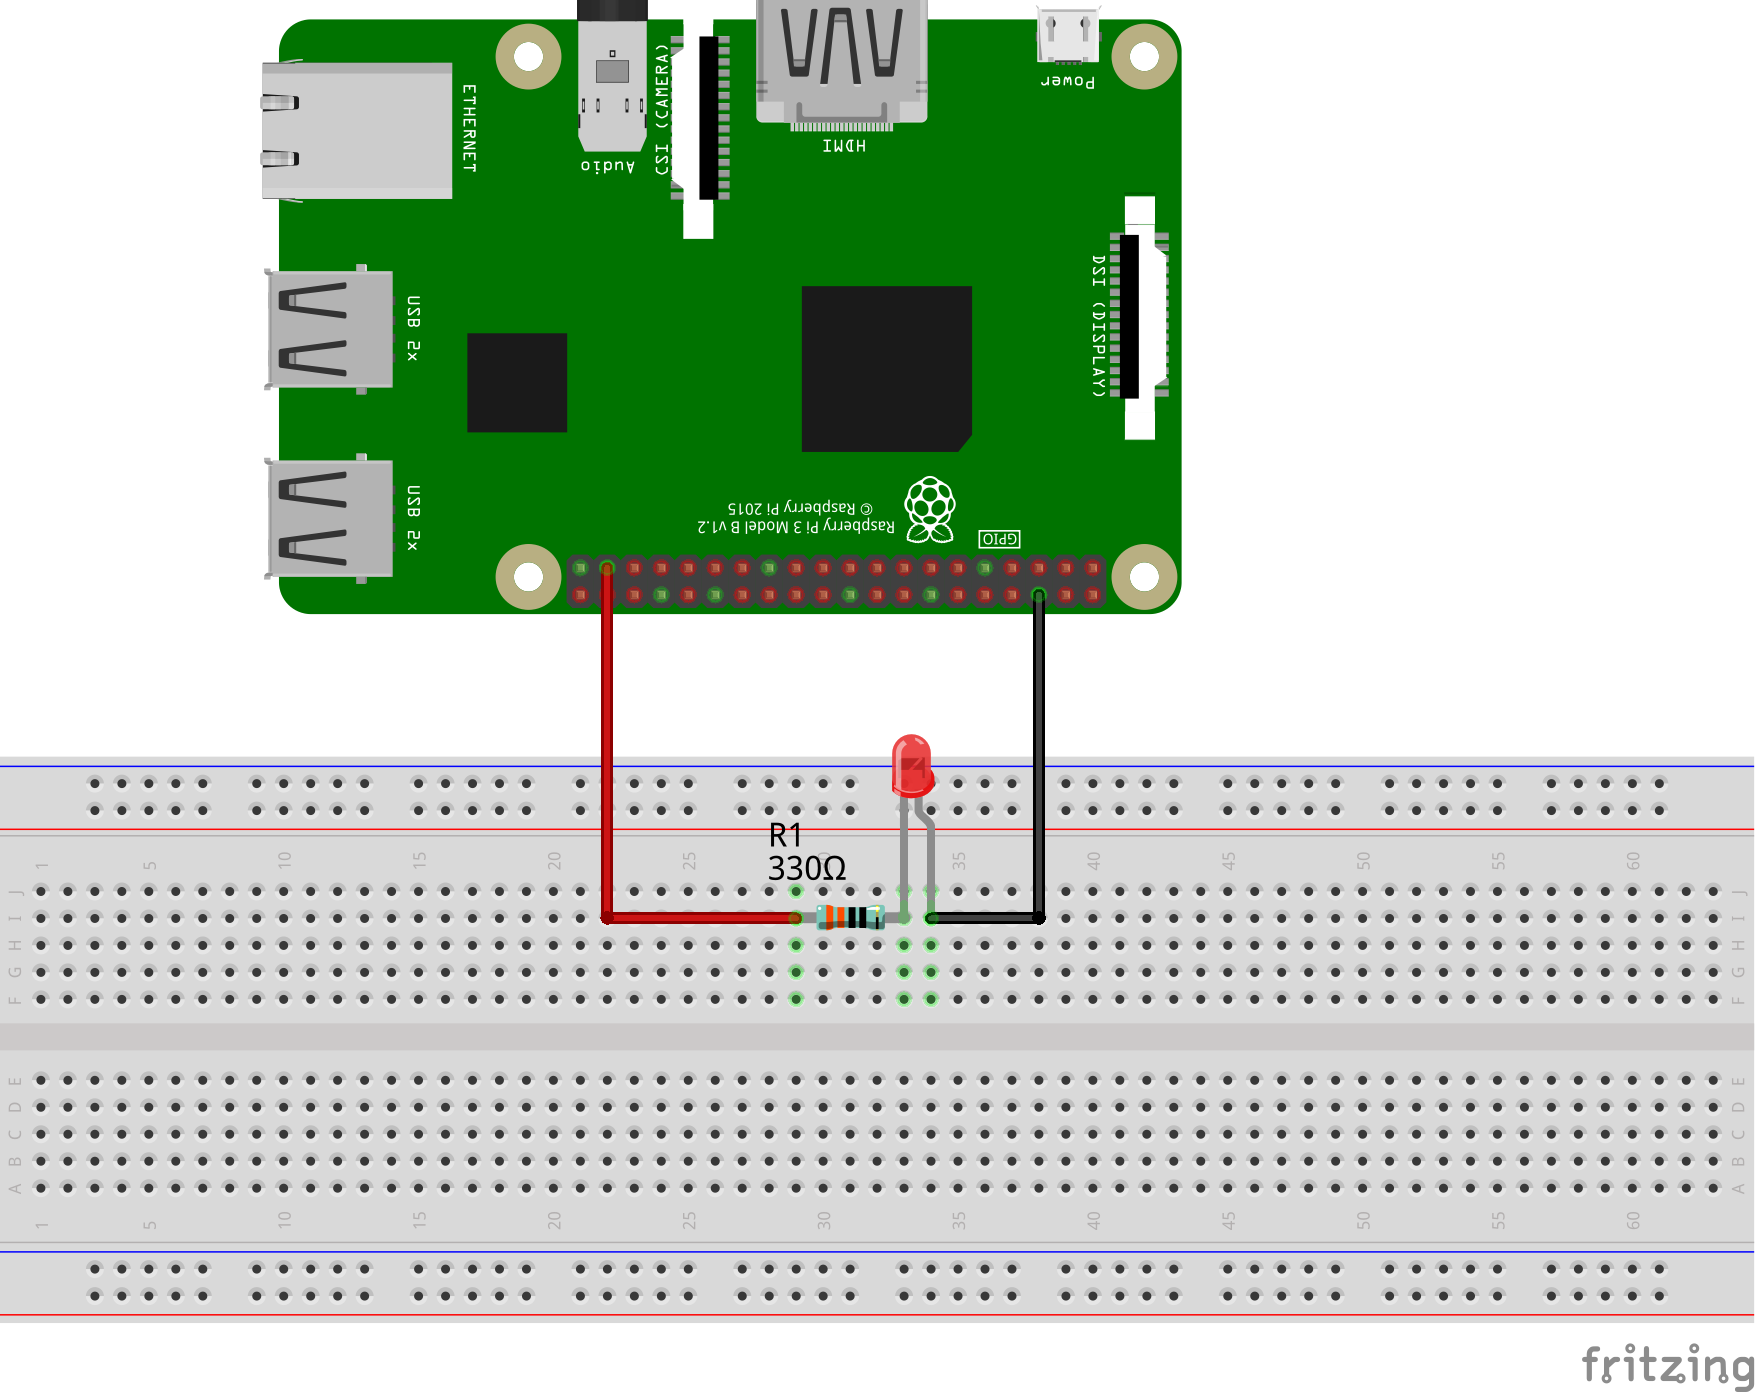 ETHERNET
Audio
CSI (CAMERA)
HDMI
Power
USB 2x
DSI (DISPLAY)
USB 2x
© Raspberry Pi 2015
Raspberry Pi 3 Model B v1.2
GPIO
R1
330Ω
1 5 10 15 20 25 30 35 40 45 50 55 60
J J
I I
H H
G G
F F
E E
D D
C C
B B
A A
1 5 10 15 20 25 30 35 40 45 50 55 60
fritzing